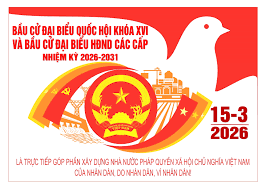 BẦU CỬ ĐẠI BIỂU QUỐC HỘI KHÓA XVI
VÀ BẦU CỬ ĐẠI BIỂU HĐND CÁC CẤP
NHIỆM KỲ 2026-2031
15-3
2026
LÀ TRỰC TIẾP GÓP PHẦN XÂY DỰNG NHÀ NƯỚC PHÁP QUYỀN XÃ HỘI CHỦ NGHĨA VIỆT NAM
CỦA NHÂN DÂN, DO NHÂN DÂN, VÌ NHÂN DÂN!